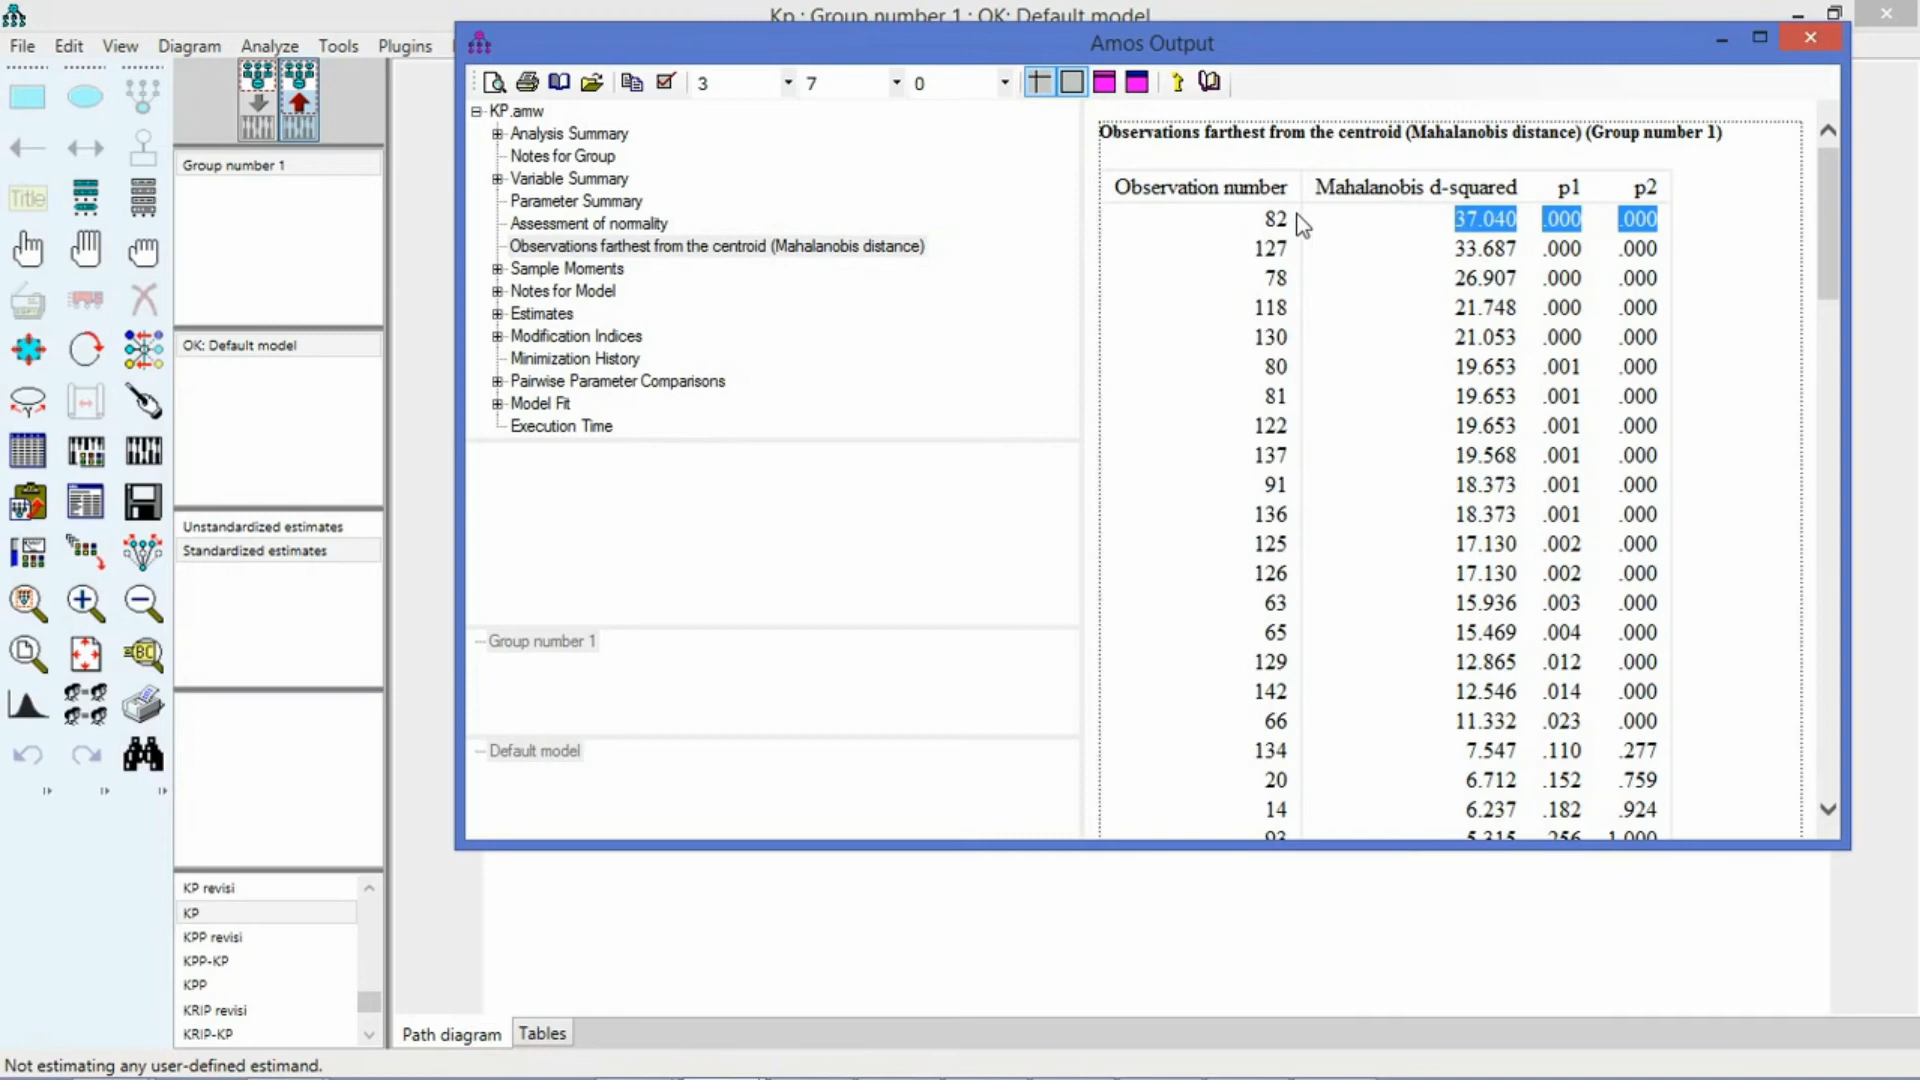 Kp : Group number 1 : OK: Default model
File Edit View Diagram Analyze Tools Plugins
Amos Output
3 7 0
Title
Group number 1
OK: Default model
Unstandardized estimates
Standardized estimates
KP revisi
KP
KPP revisi
KPP-KP
KPP
KRIP revisi
KRIP-KP
KP.amw
Analysis Summary
Notes for Group
Variable Summary
Parameter Summary
Assessment of normality
Observations farthest from the centroid (Mahalanobis distance)
Sample Moments
Notes for Model
Estimates
Modification Indices
Minimization History
Pairwise Parameter Comparisons
Model Fit
Execution Time
Group number 1
Default model
Observations farthest from the centroid (Mahalanobis distance) (Group number 1)
Observation number Mahalanobis d-squared p1 p2
82 37.040 .000 .000
127 33.687 .000 .000
78 26.907 .000 .000
118 21.748 .000 .000
130 21.053 .000 .000
80 19.653 .001 .000
81 19.653 .001 .000
122 19.653 .001 .000
137 19.568 .001 .000
91 18.373 .001 .000
136 18.373 .001 .000
125 17.130 .002 .000
126 17.130 .002 .000
63 15.936 .003 .000
65 15.469 .004 .000
129 12.865 .012 .000
142 12.546 .014 .000
66 11.332 .023 .000
134 7.547 .110 .277
20 6.712 .152 .759
14 6.237 .182 .924
93 5.315 .256 1.000
Path diagram Tables
Not estimating any user-defined estimand.